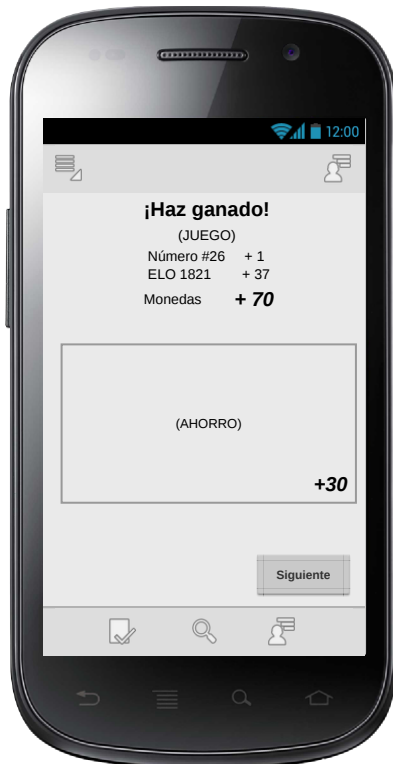 12:00
¡Haz ganado!
(JUEGO)
Número #26 + 1
ELO 1821 + 37
Monedas + 70
(AHORRO)
+30
Siguiente